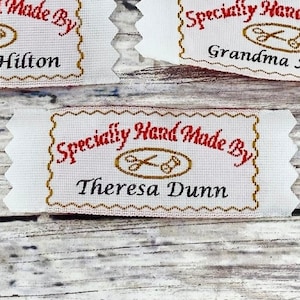 Made By
Hilton
Specially Hand
Grandma
Specially Hand Made By
Theresa Dunn